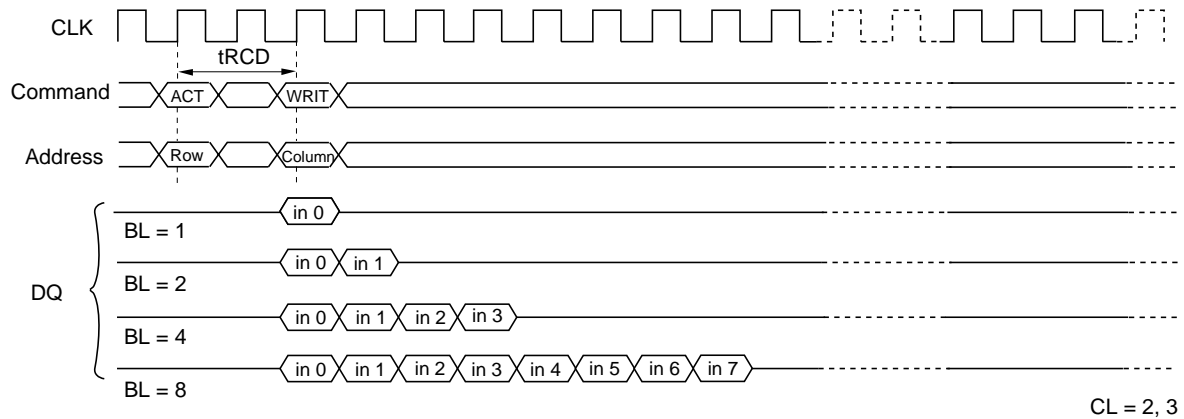 CLK
tRCD
Command ACT WRIT
Address Row Column
DQ
in 0
BL = 1
in 0 in 1
BL = 2
in 0 in 1 in 2 in 3
BL = 4
in 0 in 1 in 2 in 3 in 4 in 5 in 6 in 7
BL = 8
CL = 2, 3